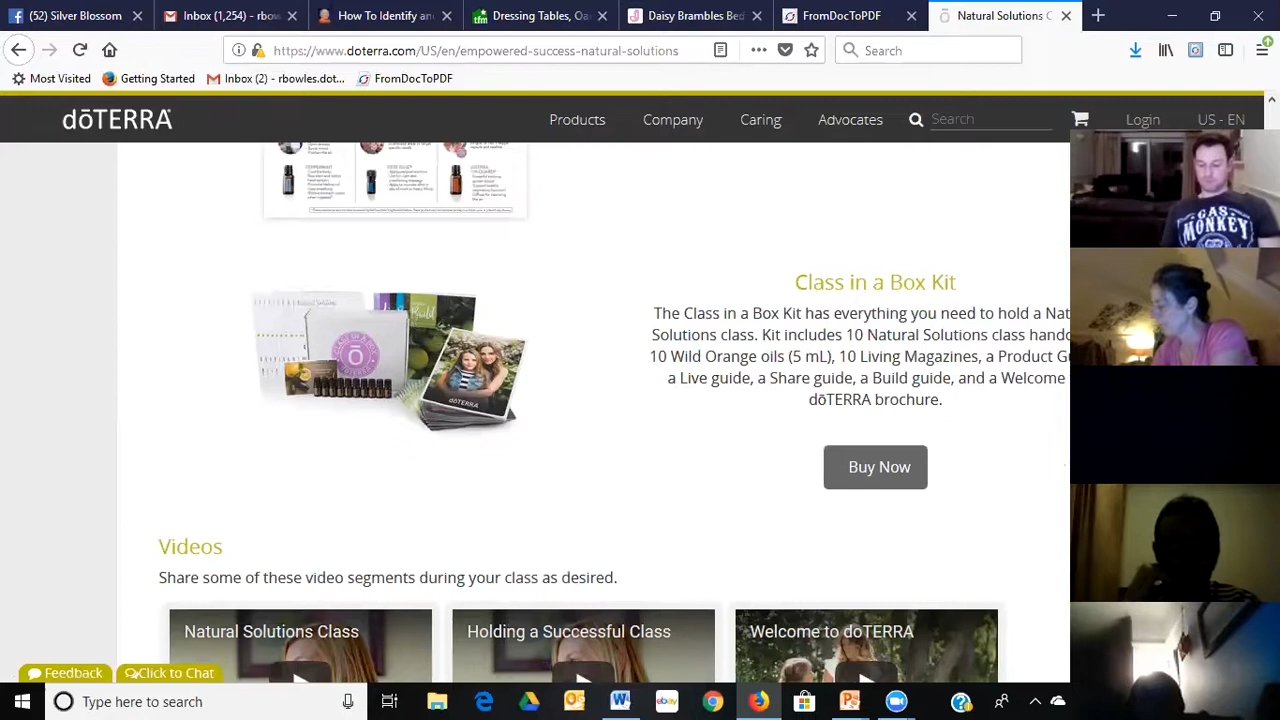 (52) Silver Blossom
Inbox (1,254) - rbow
How To Identify an
Dressing Tables, Oa
Daisy Brambles Bed
FromDocToPDF
Natural Solutions C
https://www.doterra.com/US/en/empowered-success-natural-solutions
Search
Most Visited
Getting Started
Inbox (2) - rbowles.dot...
FromDocToPDF
dōTERRA
Products
Company
Caring
Advocates
Search
Login
US - EN
GAS
MONKEY
Class in a Box Kit
The Class in a Box Kit has everything you need to hold a Nat
Solutions class. Kit includes 10 Natural Solutions class hando
10 Wild Orange oils (5 mL), 10 Living Magazines, a Product Gu
a Live guide, a Share guide, a Build guide, and a Welcome
dōTERRA brochure.
Build
dōTERRA
Buy Now
Videos
Share some of these video segments during your class as desired.
Natural Solutions Class
Holding a Successful Class
Welcome to doTERRA
Feedback
Click to Chat
Type here to search